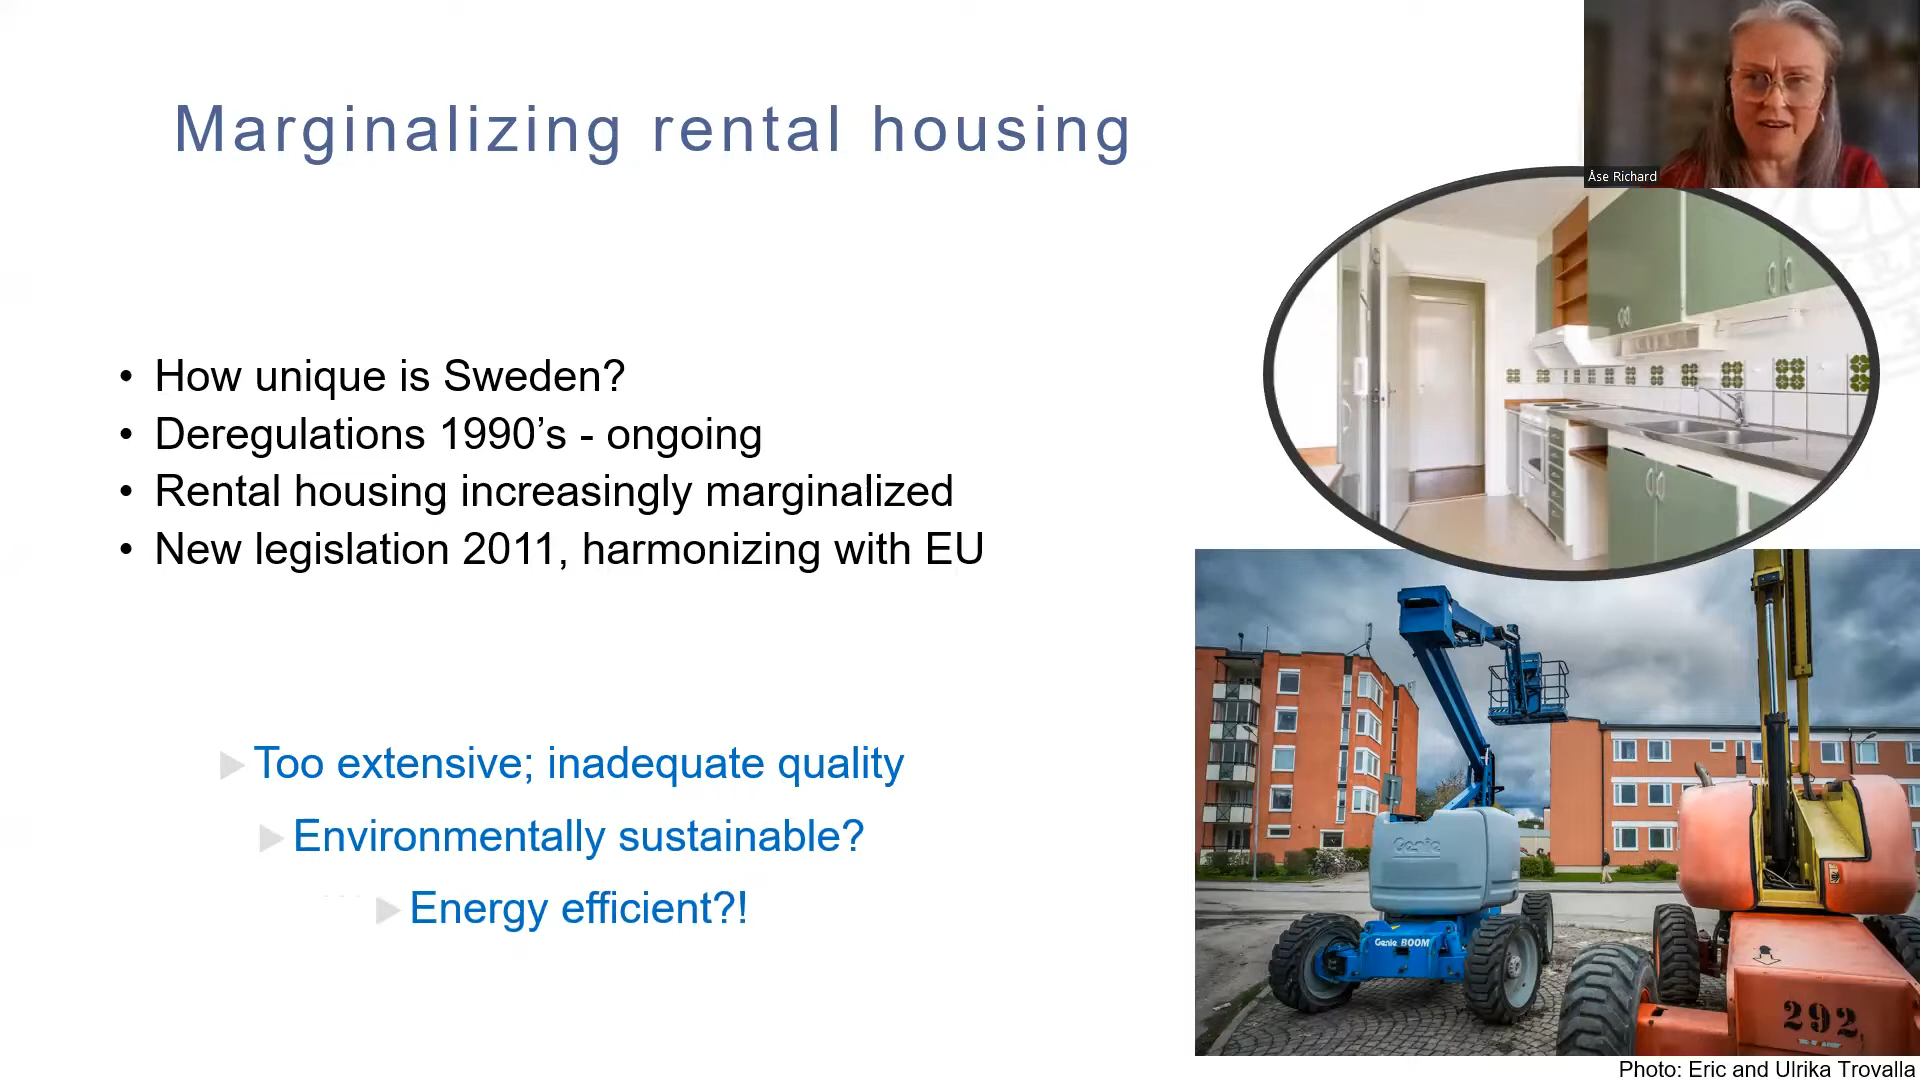 Marginalizing rental housing
Åse Richard
• How unique is Sweden?
• Deregulations 1990’s - ongoing
• Rental housing increasingly marginalized
• New legislation 2011, harmonizing with EU
Too extensive; inadequate quality
Environmentally sustainable?
Energy efficient?!
Genie
Genie BOOM
292
Photo: Eric and Ulrika Trovalla